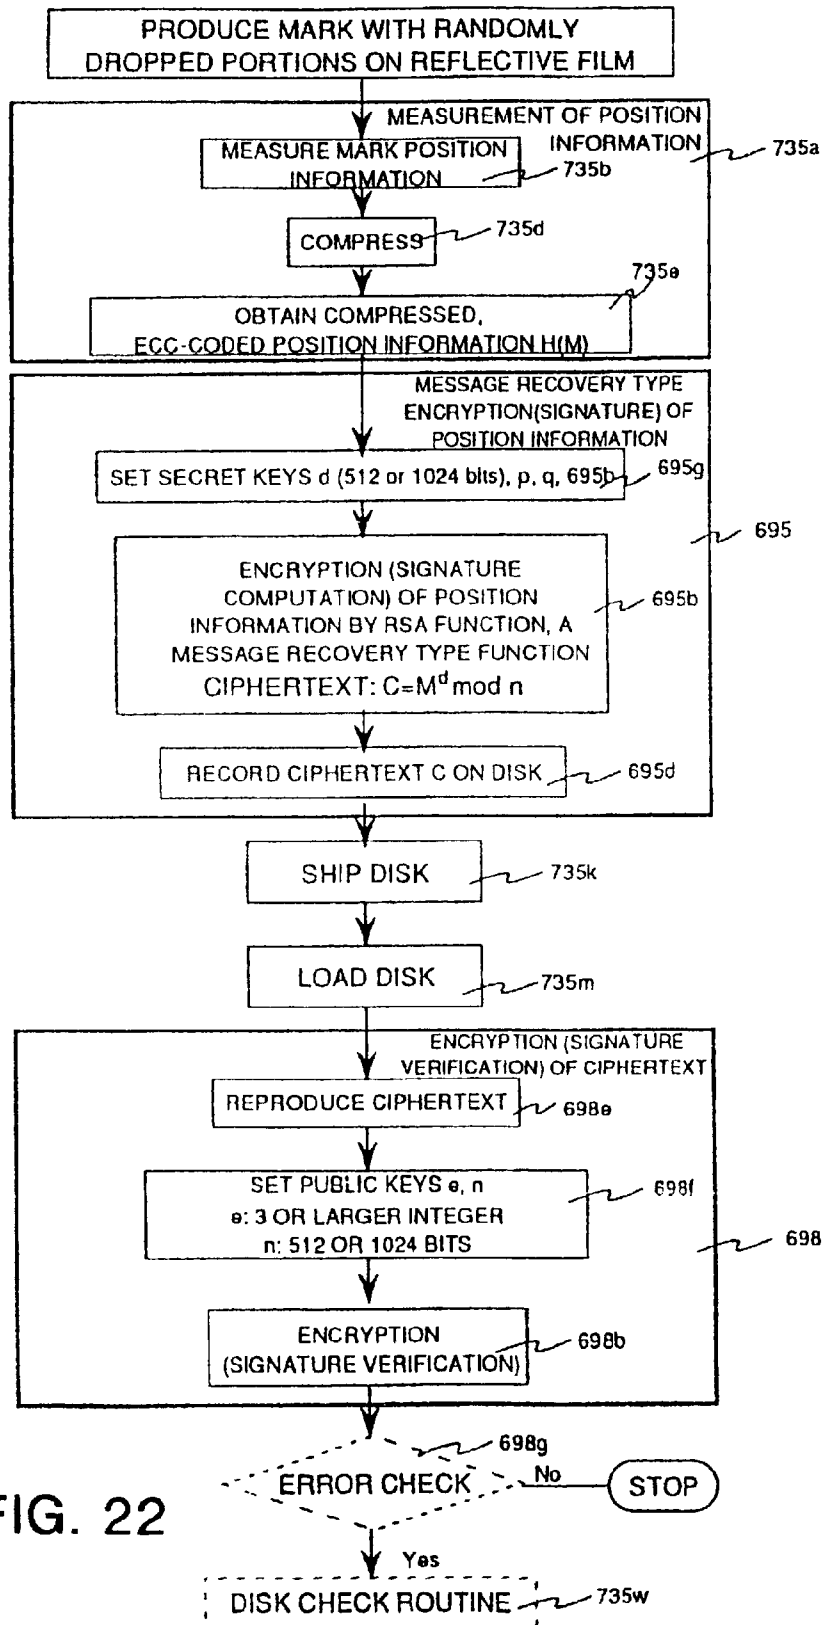 PRODUCE MARK WITH RANDOMLY
DROPPED PORTIONS ON REFLECTIVE FILM
MEASUREMENT OF POSITION
INFORMATION
735a
MEASURE MARK POSITION
INFORMATION
735b
COMPRESS
735d
735e
OBTAIN COMPRESSED,
ECC-CODED POSITION INFORMATION H(M)
MESSAGE RECOVERY TYPE
ENCRYPTION(SIGNATURE) OF
POSITION INFORMATION
SET SECRET KEYS d (512 or 1024 bits), p, q, 695b
695g
695
ENCRYPTION (SIGNATURE
COMPUTATION) OF POSITION
INFORMATION BY RSA FUNCTION, A
MESSAGE RECOVERY TYPE FUNCTION
CIPHERTEXT: C=M^d mod n
695b
RECORD CIPHERTEXT C ON DISK
695d
SHIP DISK
735k
LOAD DISK
735m
ENCRYPTION (SIGNATURE
VERIFICATION) OF CIPHERTEXT
REPRODUCE CIPHERTEXT
698e
SET PUBLIC KEYS e, n
e: 3 OR LARGER INTEGER
n: 512 OR 1024 BITS
698f
698
ENCRYPTION
(SIGNATURE VERIFICATION)
698b
698g
ERROR CHECK
No
STOP
FIG. 22
Yes
DISK CHECK ROUTINE
735w